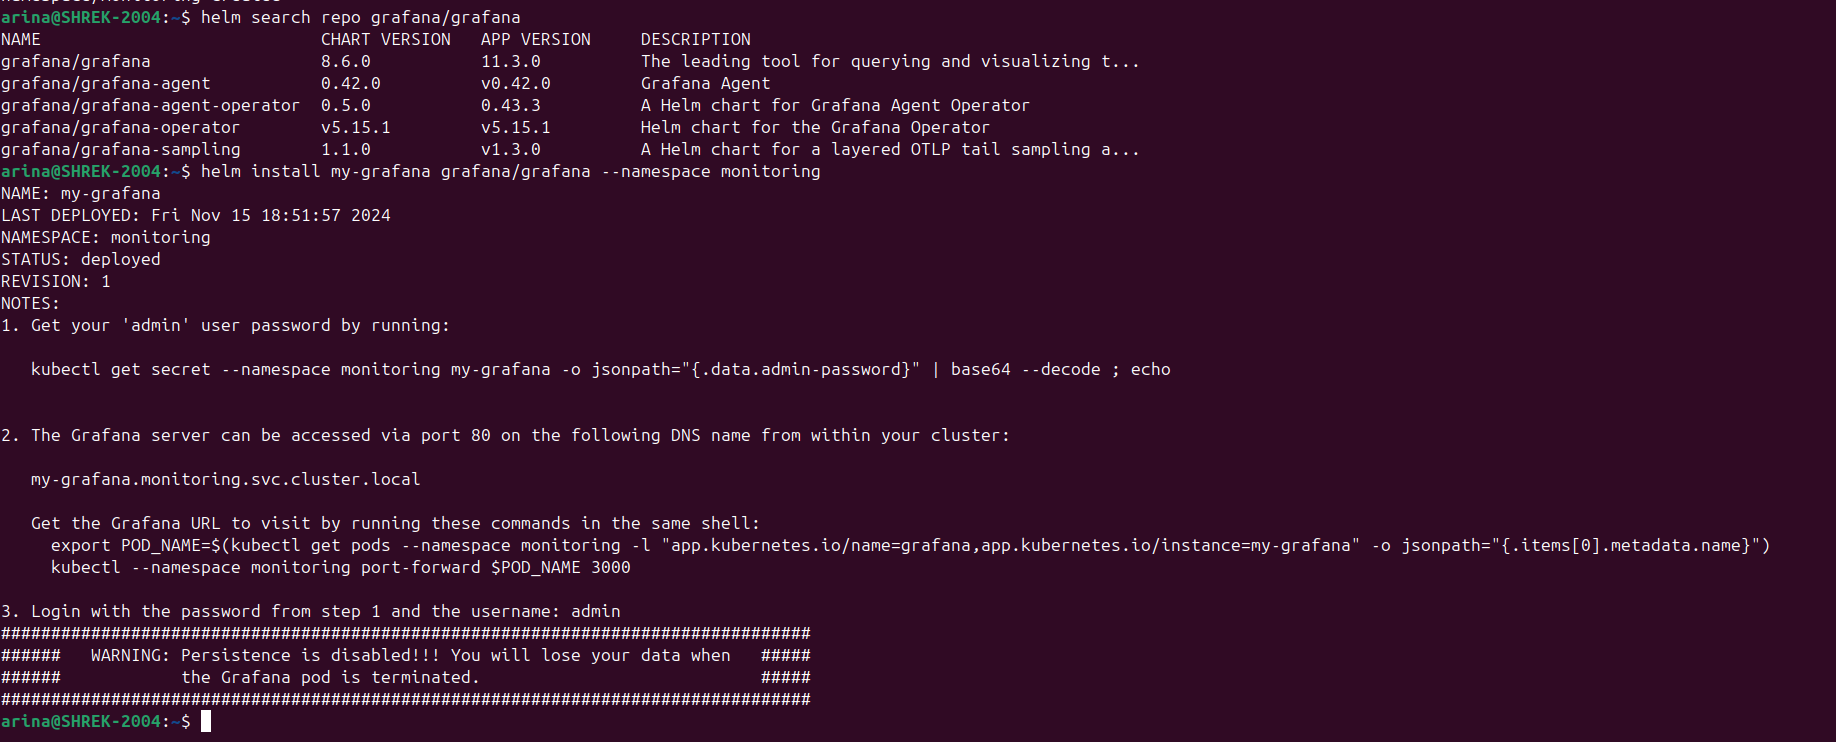 arina@SHREK-2004:~$ helm search repo grafana/grafana
NAME                            CHART VERSION   APP VERSION     DESCRIPTION
grafana/grafana                 8.6.0           11.3.0          The leading tool for querying and visualizing t...
grafana/grafana-agent           0.42.0          v0.42.0         Grafana Agent
grafana/grafana-agent-operator  0.5.0           0.43.3          A Helm chart for Grafana Agent Operator
grafana/grafana-operator        v5.15.1         v5.15.1         Helm chart for the Grafana Operator
grafana/grafana-sampling        1.1.0           v1.3.0          A Helm chart for a layered OTLP tail sampling a...
arina@SHREK-2004:~$ helm install my-grafana grafana/grafana --namespace monitoring
NAME: my-grafana
LAST DEPLOYED: Fri Nov 15 18:51:57 2024
NAMESPACE: monitoring
STATUS: deployed
REVISION: 1
NOTES:
1. Get your 'admin' user password by running:

   kubectl get secret --namespace monitoring my-grafana -o jsonpath="{.data.admin-password}" | base64 --decode ; echo


2. The Grafana server can be accessed via port 80 on the following DNS name from within your cluster:

   my-grafana.monitoring.svc.cluster.local

   Get the Grafana URL to visit by running these commands in the same shell:
     export POD_NAME=$(kubectl get pods --namespace monitoring -l "app.kubernetes.io/name=grafana,app.kubernetes.io/instance=my-grafana" -o jsonpath="{.items[0].metadata.name}")
     kubectl --namespace monitoring port-forward $POD_NAME 3000

3. Login with the password from step 1 and the username: admin
#################################################################################
######   WARNING: Persistence is disabled!!! You will lose your data when   #####
######            the Grafana pod is terminated.                            #####
#################################################################################
arina@SHREK-2004:~$